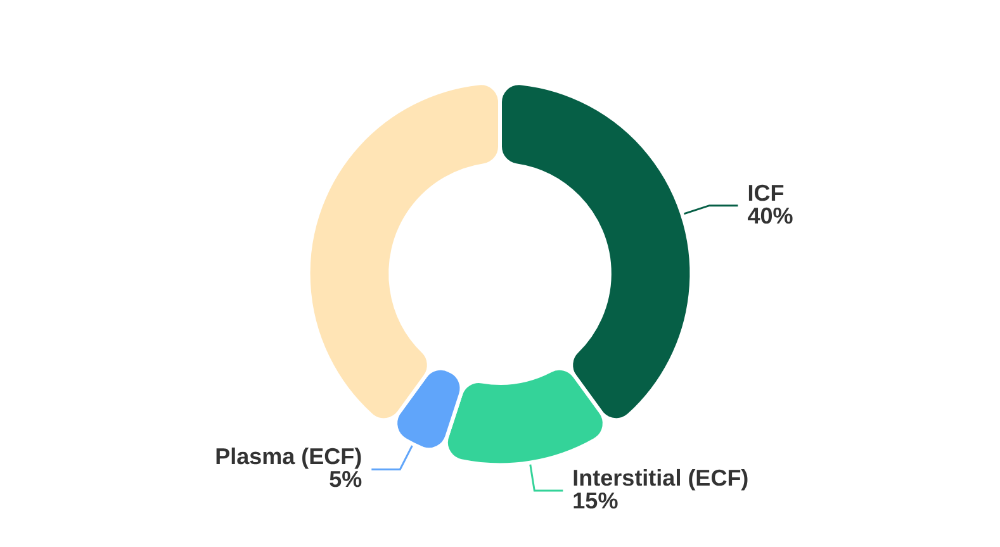 ICF
40%
Plasma (ECF)
5%
Interstitial (ECF)
15%